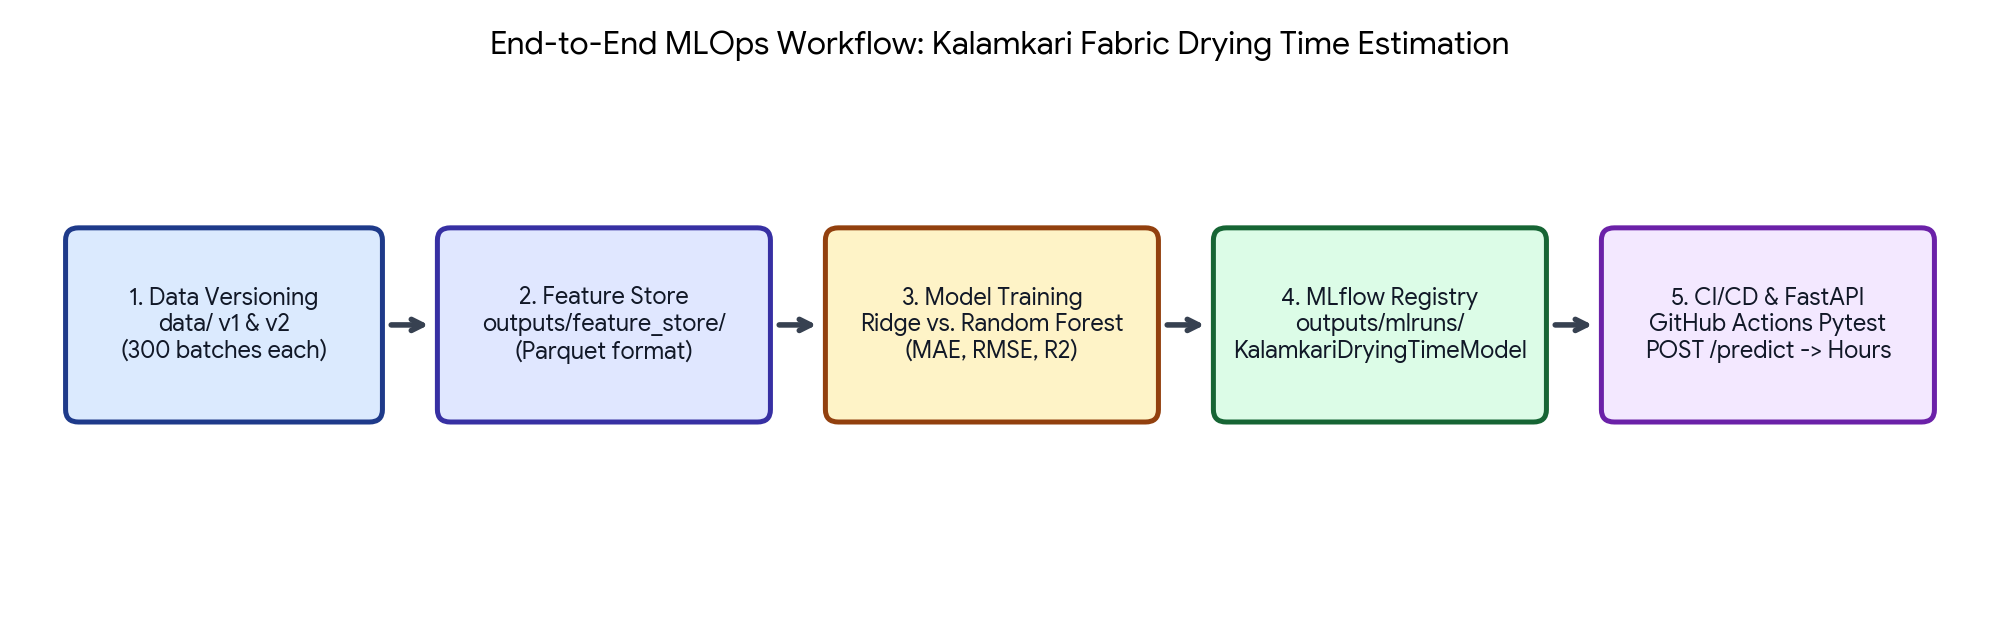 End-to-End MLOps Workflow: Kalamkari Fabric Drying Time Estimation
1. Data Versioning
data/ v1 & v2
(300 batches each)
2. Feature Store
outputs/feature_store/
(Parquet format)
3. Model Training
Ridge vs. Random Forest
(MAE, RMSE, R2)
4. MLflow Registry
outputs/mlruns/
KalamkariDryingTimeModel
5. CI/CD & FastAPI
GitHub Actions Pytest
POST /predict -> Hours